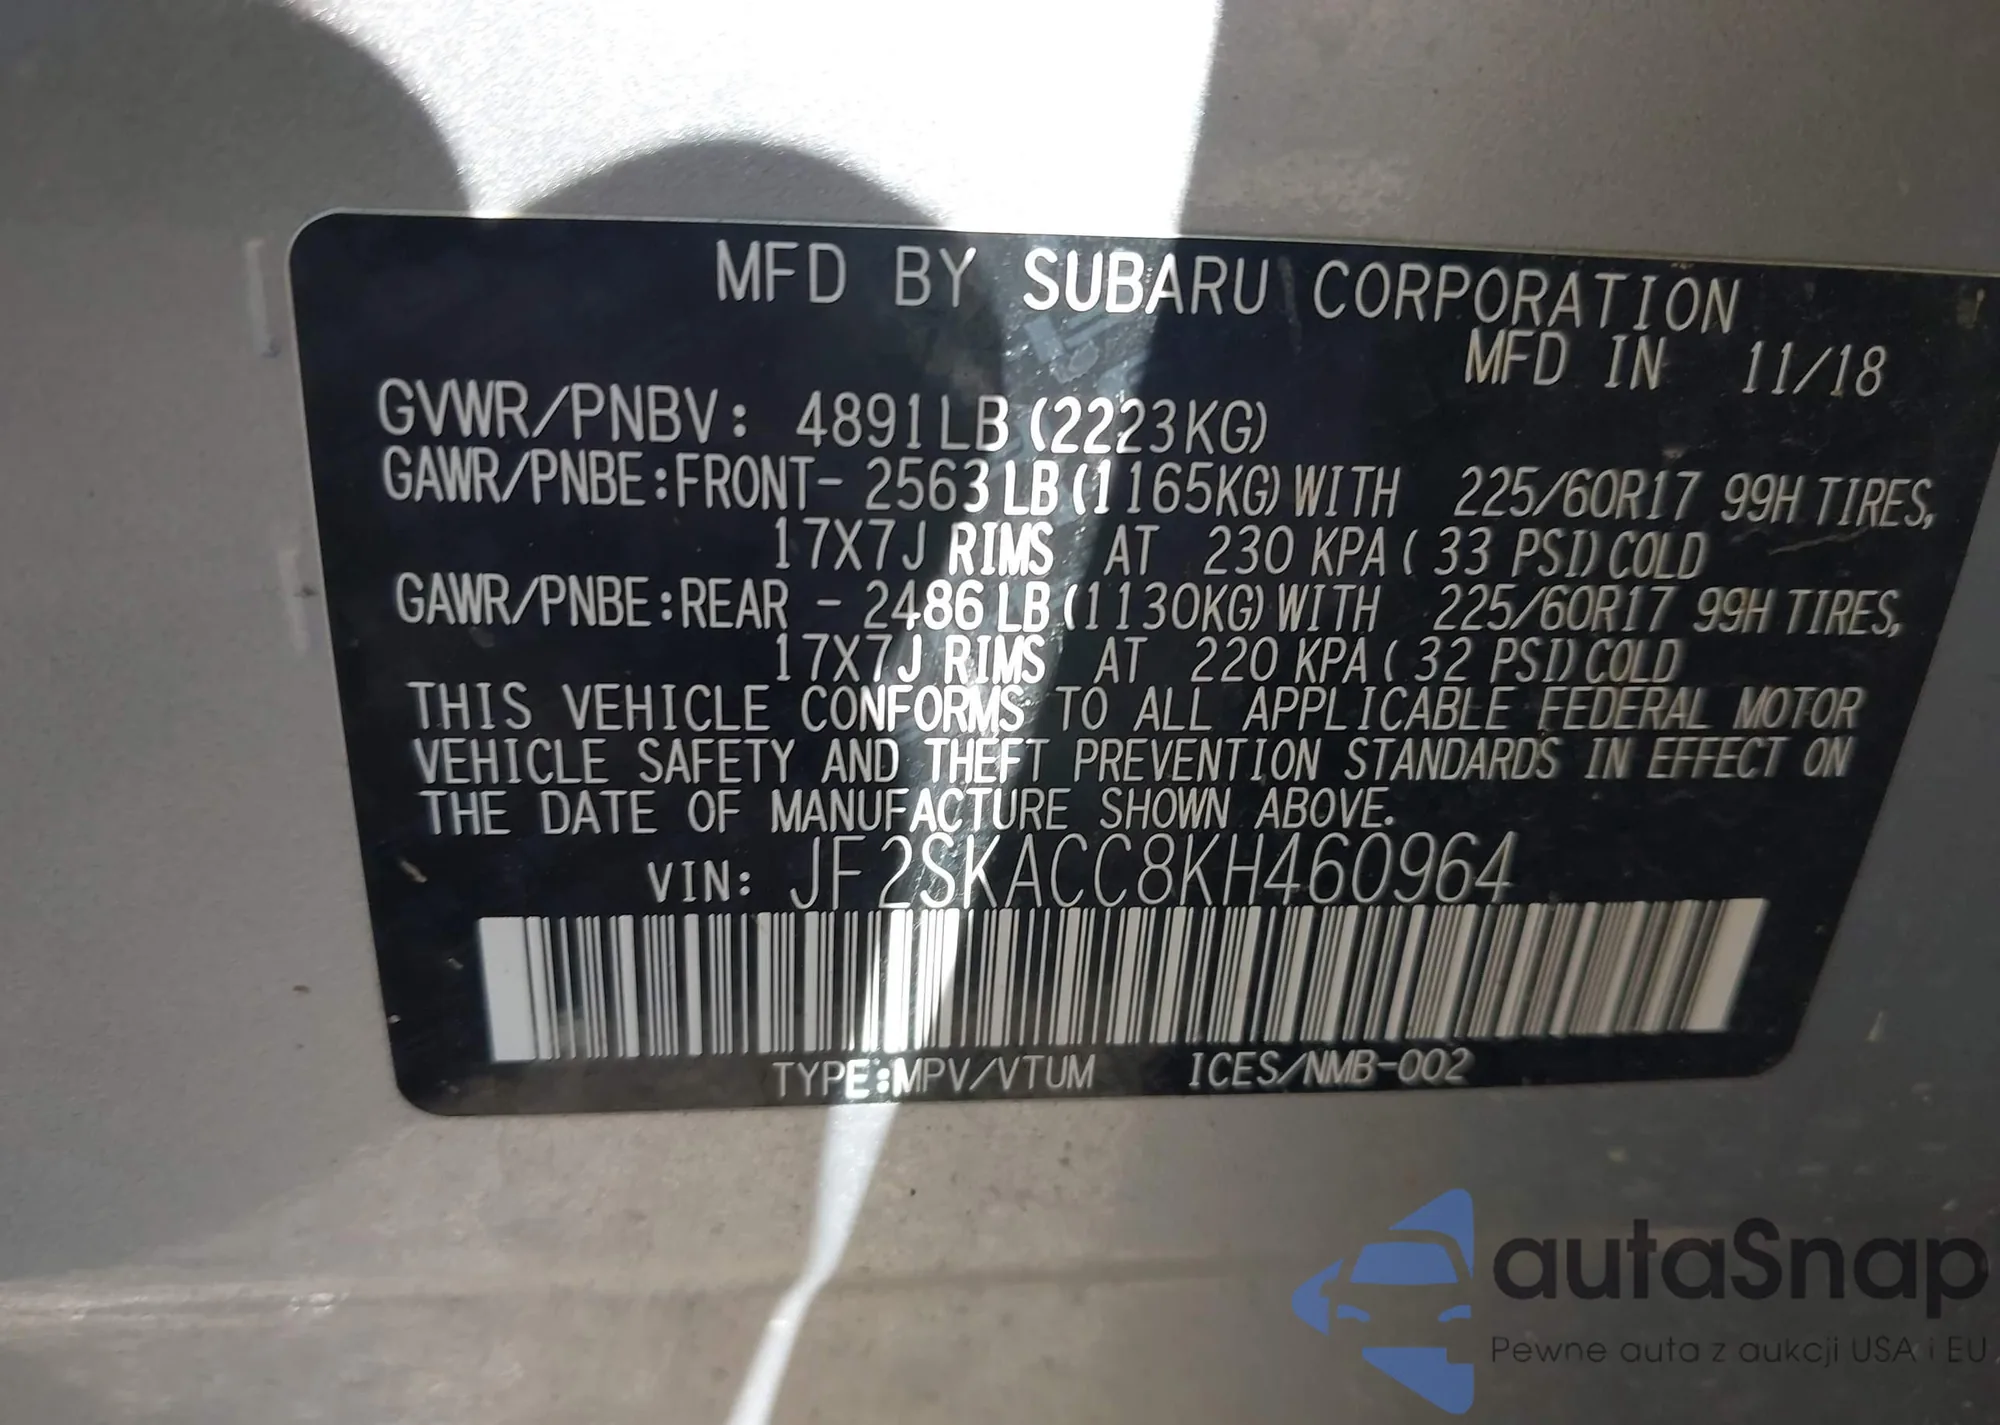 MFD BY SUBARU CORPORATION
MFD IN 11/18
GVWR/PNBV: 4891LB (2223KG)
GAWR/PNBE:FRONT- 2563LB(1165KG)WITH 225/60R17 99H TIRES,
17X7J RIMS AT 230 KPA( 33 PSI)COLD
GAWR/PNBE:REAR - 2486LB(1130KG)WITH 225/60R17 99H TIRES,
17X7J RIMS AT 220 KPA( 32 PSI)COLD
THIS VEHICLE CONFORMS TO ALL APPLICABLE FEDERAL MOTOR
VEHICLE SAFETY AND THEFT PREVENTION STANDARDS IN EFFECT ON
THE DATE OF MANUFACTURE SHOWN ABOVE.
VIN: JF2SKACC8KH460964
TYPE:MPV/VTUM ICES/NMB-002
autaSnap
Pewne auta z aukcji USA i EU